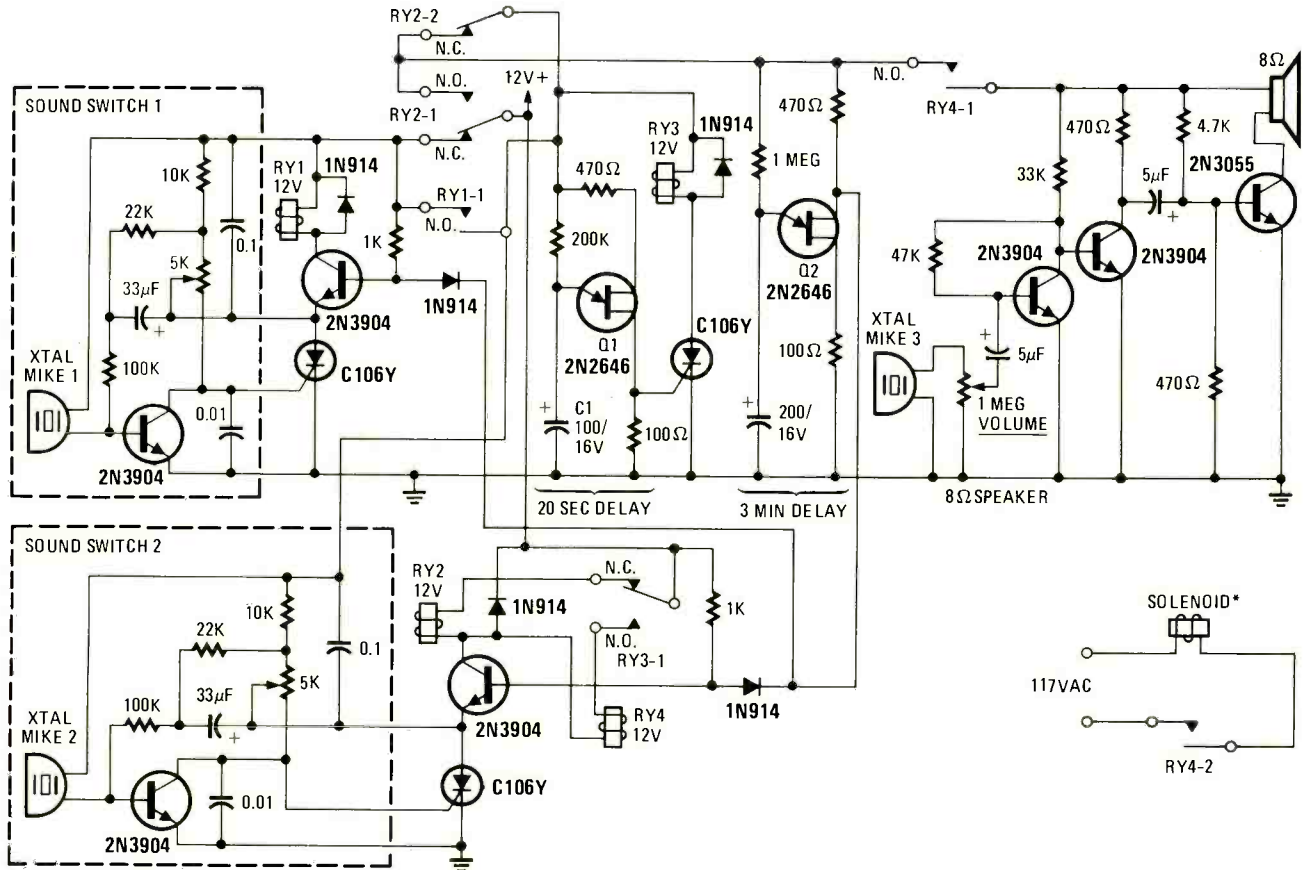 RY2-2
N.C.
N.O.
RY2-1
12V+
N.C.
SOUND SWITCH 1
10K
22K
0.1
5K
33µF
+
100K
XTAL
MIKE 1
0.01
2N3904
RY1
12V
1N914
RY1-1
N.O.
1K
2N3904
1N914
C106Y
470Ω
200K
Q1
2N2646
+
C1
100/
16V
100Ω
20 SEC DELAY
RY3
12V
1N914
C106Y
1 MEG
470Ω
Q2
2N2646
100Ω
+
200/
16V
3 MIN DELAY
N.O.
RY4-1
8Ω
470Ω
4.7K
2N3055
33K
5µF
+
47K
2N3904
2N3904
XTAL
MIKE 3
+
5µF
1 MEG
VOLUME
470Ω
8Ω SPEAKER
SOUND SWITCH 2
10K
22K
0.1
5K
33µF
+
100K
XTAL
MIKE 2
0.01
2N3904
RY2
12V
1N914
N.C.
N.O.
RY3-1
1K
2N3904
1N914
RY4
12V
C106Y
SOLENOID*
117VAC
RY4-2